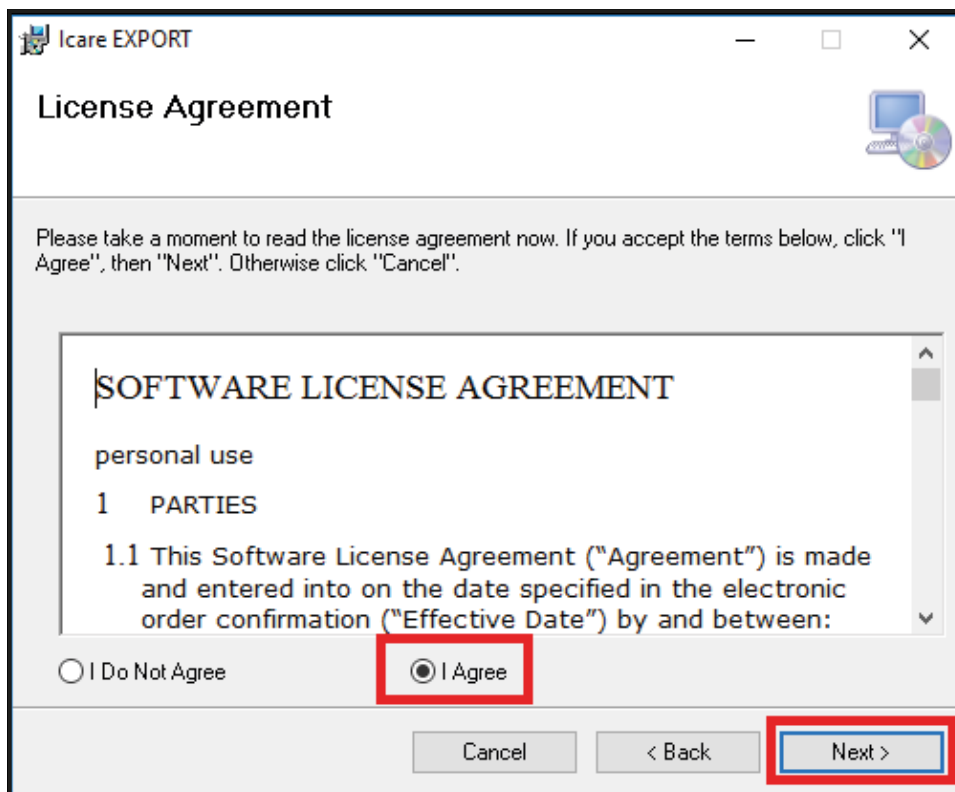 Icare EXPORT
License Agreement
Please take a moment to read the license agreement now. If you accept the terms below, click "I
Agree", then "Next". Otherwise click "Cancel".
SOFTWARE LICENSE AGREEMENT
personal use
1 PARTIES
1.1 This Software License Agreement (“Agreement”) is made
and entered into on the date specified in the electronic
order confirmation (“Effective Date”) by and between:
I Do Not Agree
I Agree
Cancel
< Back
Next >